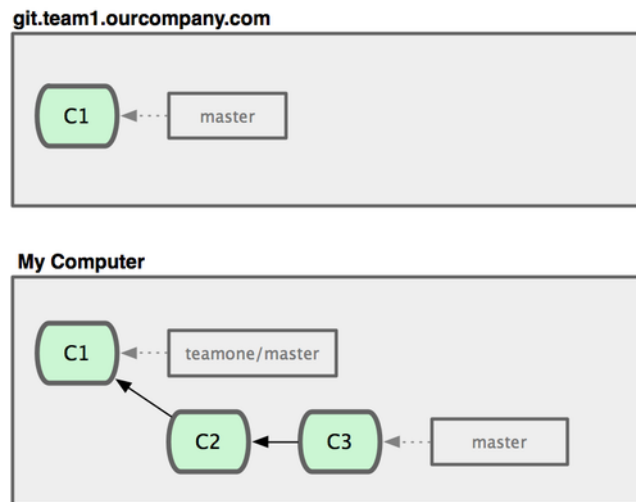 git.team1.ourcompany.com
C1
master
My Computer
C1
teamone/master
C2
C3
master